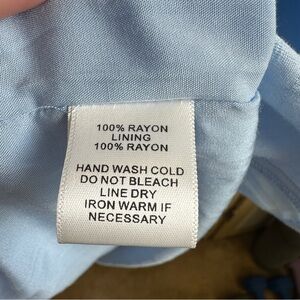 100% RAYON
LINING
100% RAYON
HAND WASH COLD
DO NOT BLEACH
LINE DRY
IRON WARM IF
NECESSARY